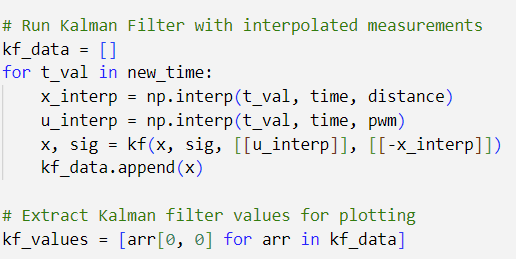 # Run Kalman Filter with interpolated measurements
kf_data = []
for t_val in new_time:
    x_interp = np.interp(t_val, time, distance)
    u_interp = np.interp(t_val, time, pwm)
    x, sig = kf(x, sig, [[u_interp]], [[-x_interp]])
    kf_data.append(x)

# Extract Kalman filter values for plotting
kf_values = [arr[0, 0] for arr in kf_data]